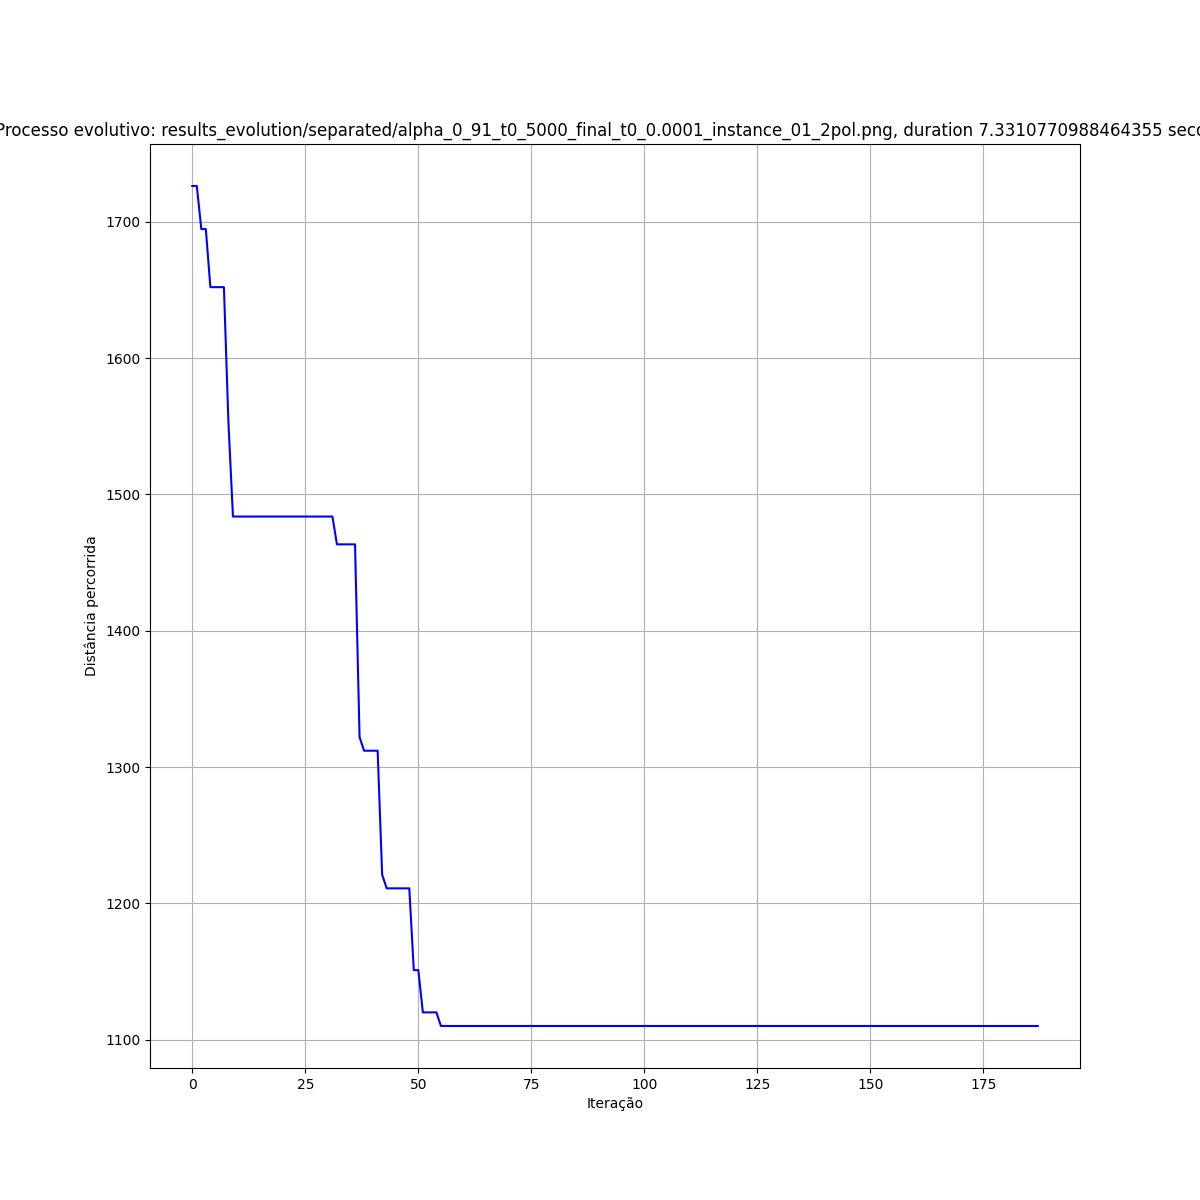 Processo evolutivo: results_evolution/separated/alpha_0_91_t0_5000_final_t0_0.0001_instance_01_2pol.png, duration 7.3310770988464355
1700
1600
1500
1400
1300
1200
1100
Distância percorrida
0 25 50 75 100 125 150 175
Iteração